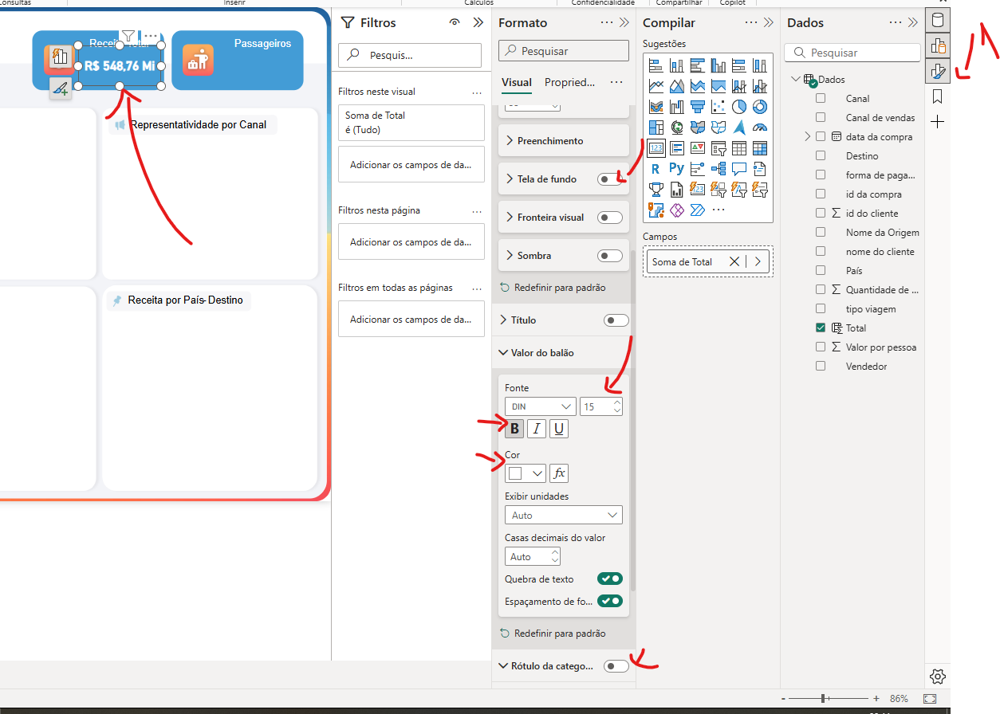 Consultas
Inserir
Cálculos
Confidencialidade
Compartilhar
Copilot
R$ 548,76 Mi
Passageiros
Representatividade por Canal
Receita por País-Destino
Filtros
Pesquis...
Filtros neste visual
Soma de Total
é (Tudo)
Adicionar os campos de da...
Filtros nesta página
Adicionar os campos de da...
Filtros em todas as páginas
Adicionar os campos de da...
Formato
Pesquisar
Visual
Propried...
Preenchimento
Tela de fundo
Fronteira visual
Sombra
Redefinir para padrão
Título
Valor do balão
Fonte
DIN
15
B I U
Cor
fx
Exibir unidades
Auto
Casas decimais do valor
Auto
Quebra de texto
Espaçamento de fo...
Redefinir para padrão
Rótulo da catego...
Compilar
Sugestões
123
R Py
123
Campos
Soma de Total
Dados
Pesquisar
Dados
Canal
Canal de vendas
data da compra
Destino
forma de paga...
id da compra
id do cliente
Nome da Origem
nome do cliente
País
Quantidade de ...
tipo viagem
Total
Valor por pessoa
Vendedor
- + 86%